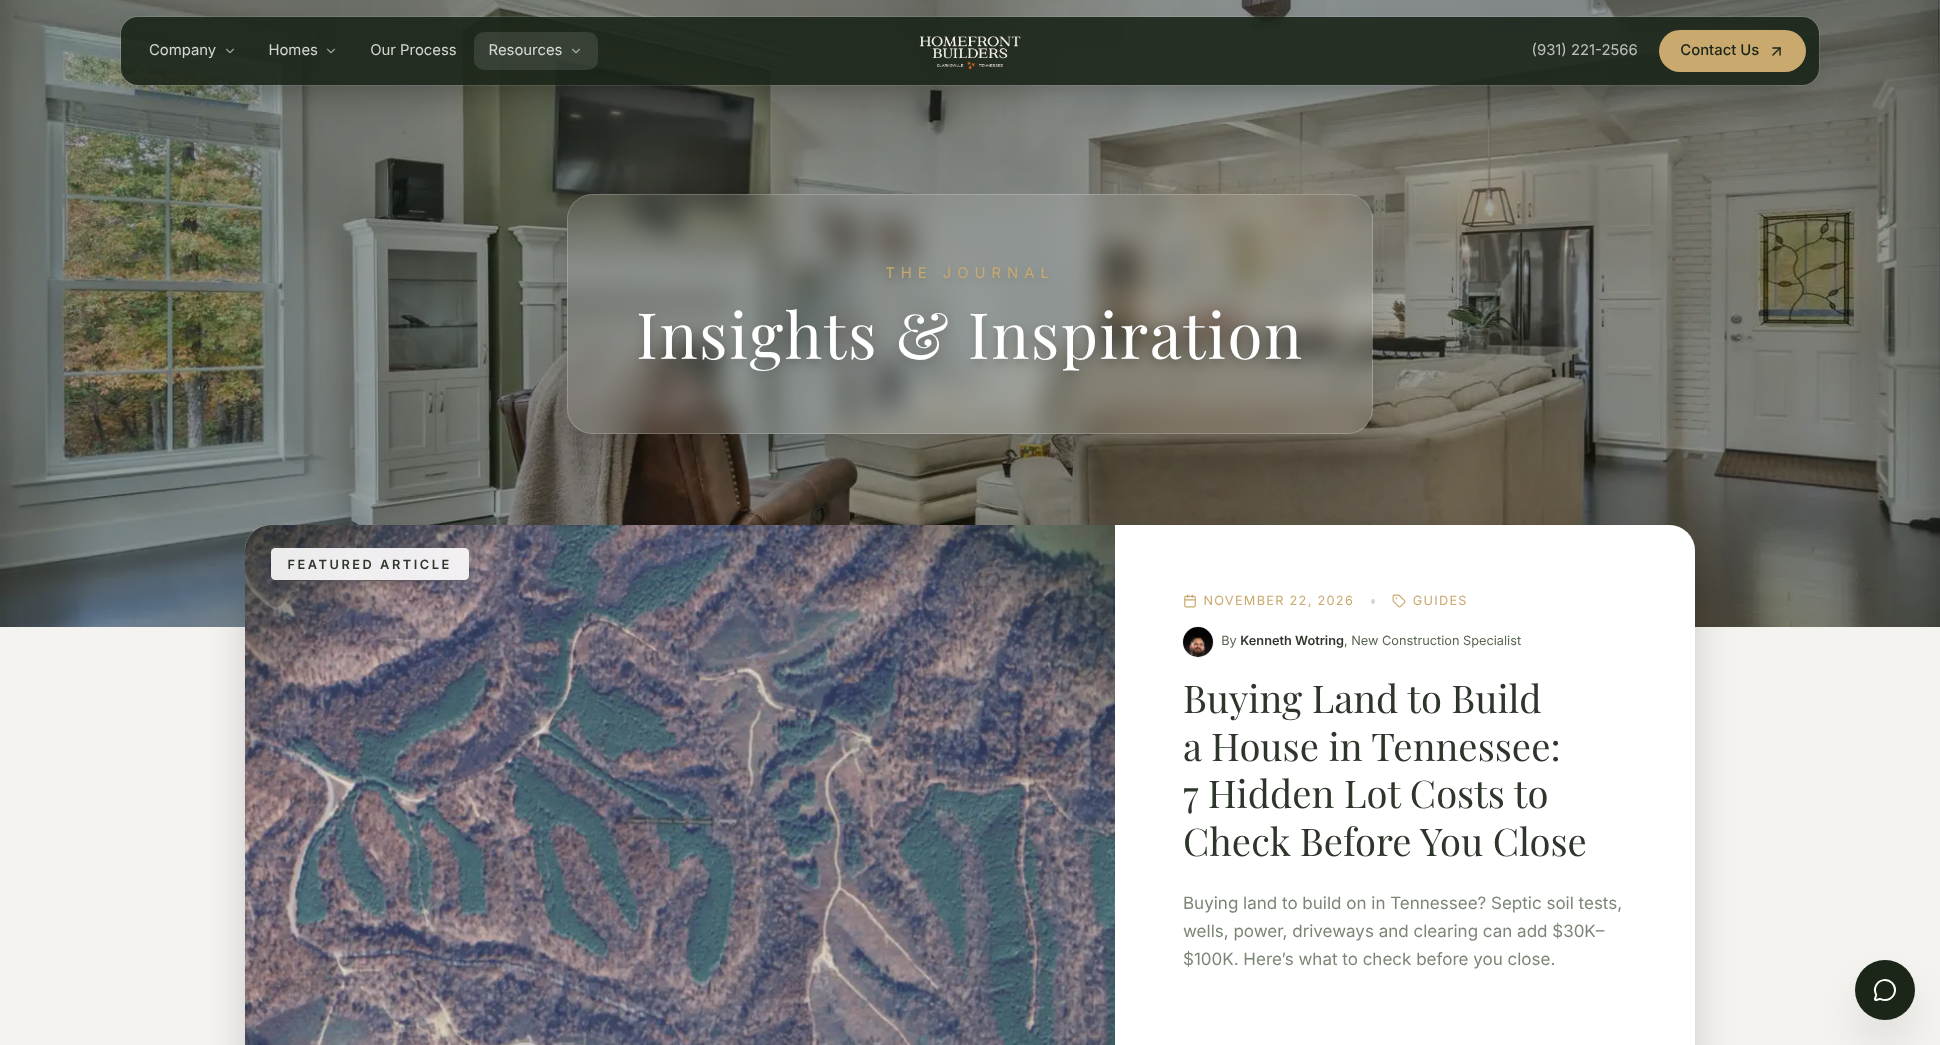 Company
Homes
Our Process
Resources
HOMEFRONT
BUILDERS
CLARKSVILLE TENNESSEE
(931) 221-2566
Contact Us
THE JOURNAL
Insights & Inspiration
FEATURED ARTICLE
NOVEMBER 22, 2026
GUIDES
By Kenneth Wotring, New Construction Specialist
Buying Land to Build
a House in Tennessee:
7 Hidden Lot Costs to
Check Before You Close
Buying land to build on in Tennessee? Septic soil tests,
wells, power, driveways and clearing can add $30K–
$100K. Here’s what to check before you close.